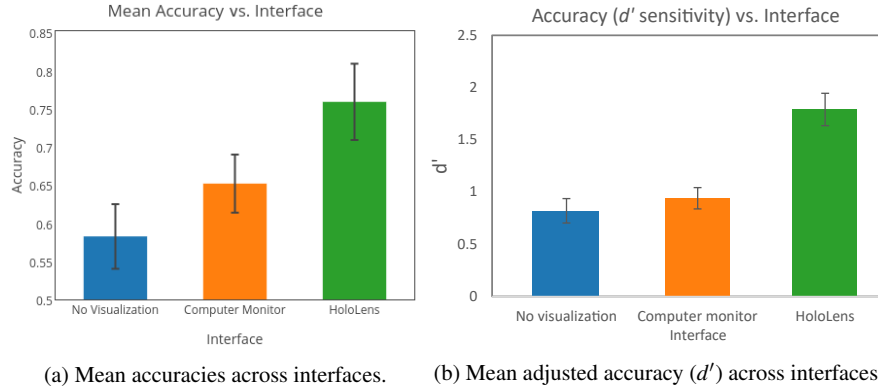 Mean Accuracy vs. Interface
0.85
0.8
0.75
0.7
0.65
0.6
0.55
0.5
Accuracy
No Visualization Computer Monitor HoloLens
Interface
(a) Mean accuracies across interfaces.
Accuracy (d' sensitivity) vs. Interface
2.5
2
1.5
1
0.5
0
d'
No visualization Computer monitor HoloLens
Interface
(b) Mean adjusted accuracy (d′) across interfaces